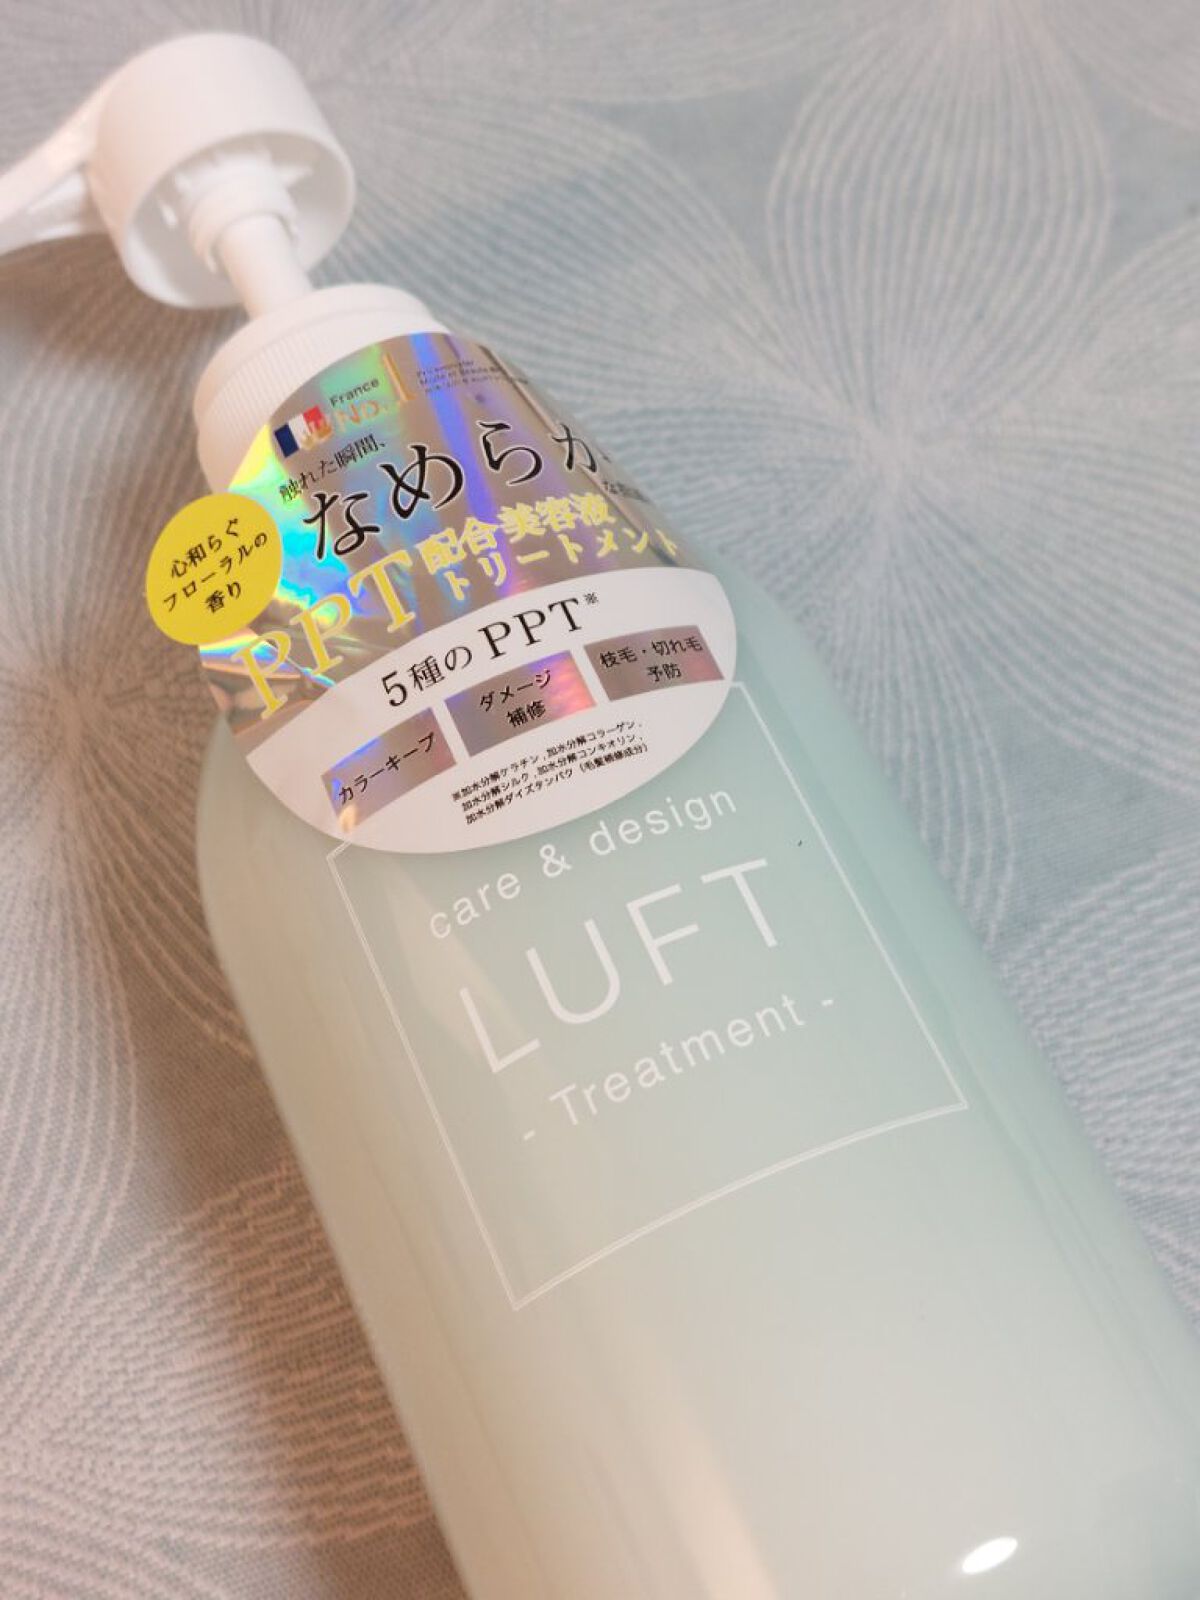 France
No.1
触れた瞬間、
なめらか
心和らぐ
フローラルの
香り
PPT配合美容液
トリートメント
5種のPPT※
カラーキープ
ダメージ
補修
枝毛・切れ毛
予防
※加水分解ケラチン,加水分解コラーゲン,
加水分解シルク,加水分解コンキオリン,
加水分解ダイズタンパク(毛髪補修成分)
care & design
LUFT
- Treatment -